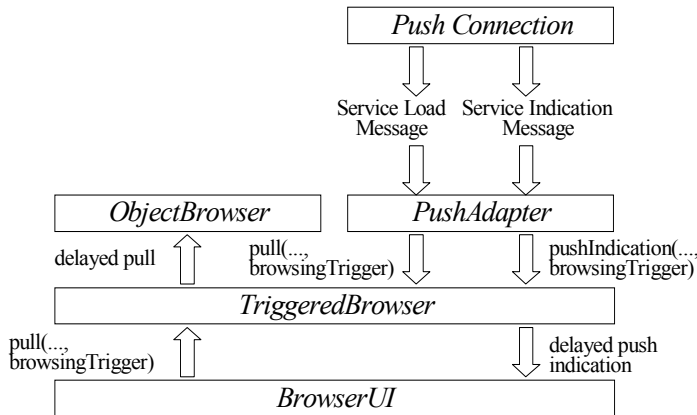 Push Connection
Service Load
Message
Service Indication
Message
ObjectBrowser
PushAdapter
delayed pull
pull(...,
browsingTrigger)
pushIndication(...,
browsingTrigger)
TriggeredBrowser
pull(...,
browsingTrigger)
delayed push
indication
BrowserUI